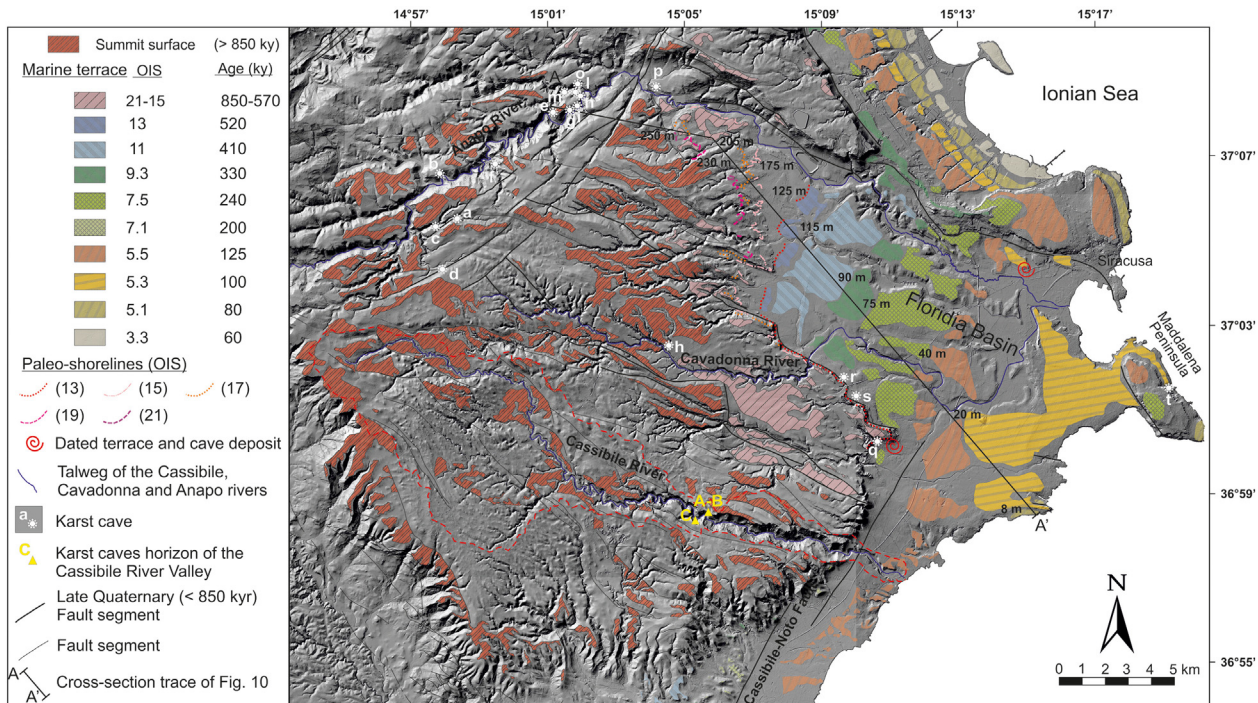 14°57'
15°01'
15°05'
15°09'
15°13'
15°17'
Summit surface (> 850 ky)
Marine terrace OIS Age (ky)
21-15 850-570
13 520
11 410
9.3 330
7.5 240
7.1 200
5.5 125
5.3 100
5.1 80
3.3 60
Paleo-shorelines (OIS)
(13) (15) (17)
(19) (21)
Dated terrace and cave deposit
Talweg of the Cassibile,
Cavadonna and Anapo rivers
a
Karst cave
C
Karst caves horizon of the
Cassibile River Valley
Late Quaternary (< 850 kyr)
Fault segment
Fault segment
A
A'
Cross-section trace of Fig. 10
Ionian Sea
37°07'
37°03'
36°59'
36°55'
A
o
l
m
e
p
Anapo River
b
a
c
d
250 m
205 m
230 m
175 m
125 m
115 m
90 m
75 m
40 m
20 m
8 m
A'
Siracusa
Floridia Basin
Maddalena
Peninsula
t
h
Cavadonna River
r
s
q
Cassibile River
A-B
C
Cassibile-Noto Fault
N
0 1 2 3 4 5 km